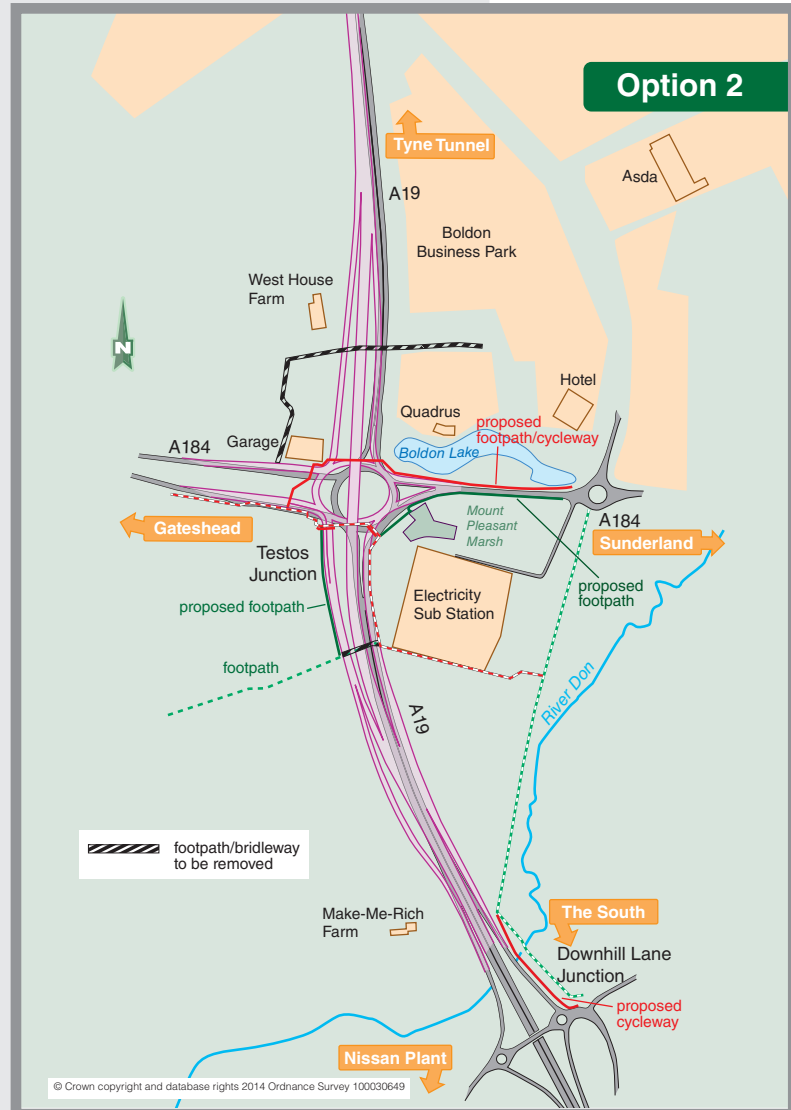 Option 2
Tyne Tunnel
Asda
A19
Boldon
Business Park
West House
Farm
N
Hotel
Quadrus
proposed
footpath/cycleway
A184
Garage
Boldon Lake
Mount
Pleasant
Marsh
A184
Gateshead
Sunderland
Testos
Junction
proposed
footpath
Electricity
Sub Station
proposed footpath
footpath
River Don
A19
footpath/bridleway
to be removed
Make-Me-Rich
Farm
The South
Downhill Lane
Junction
proposed
cycleway
Nissan Plant
© Crown copyright and database rights 2014 Ordnance Survey 100030649